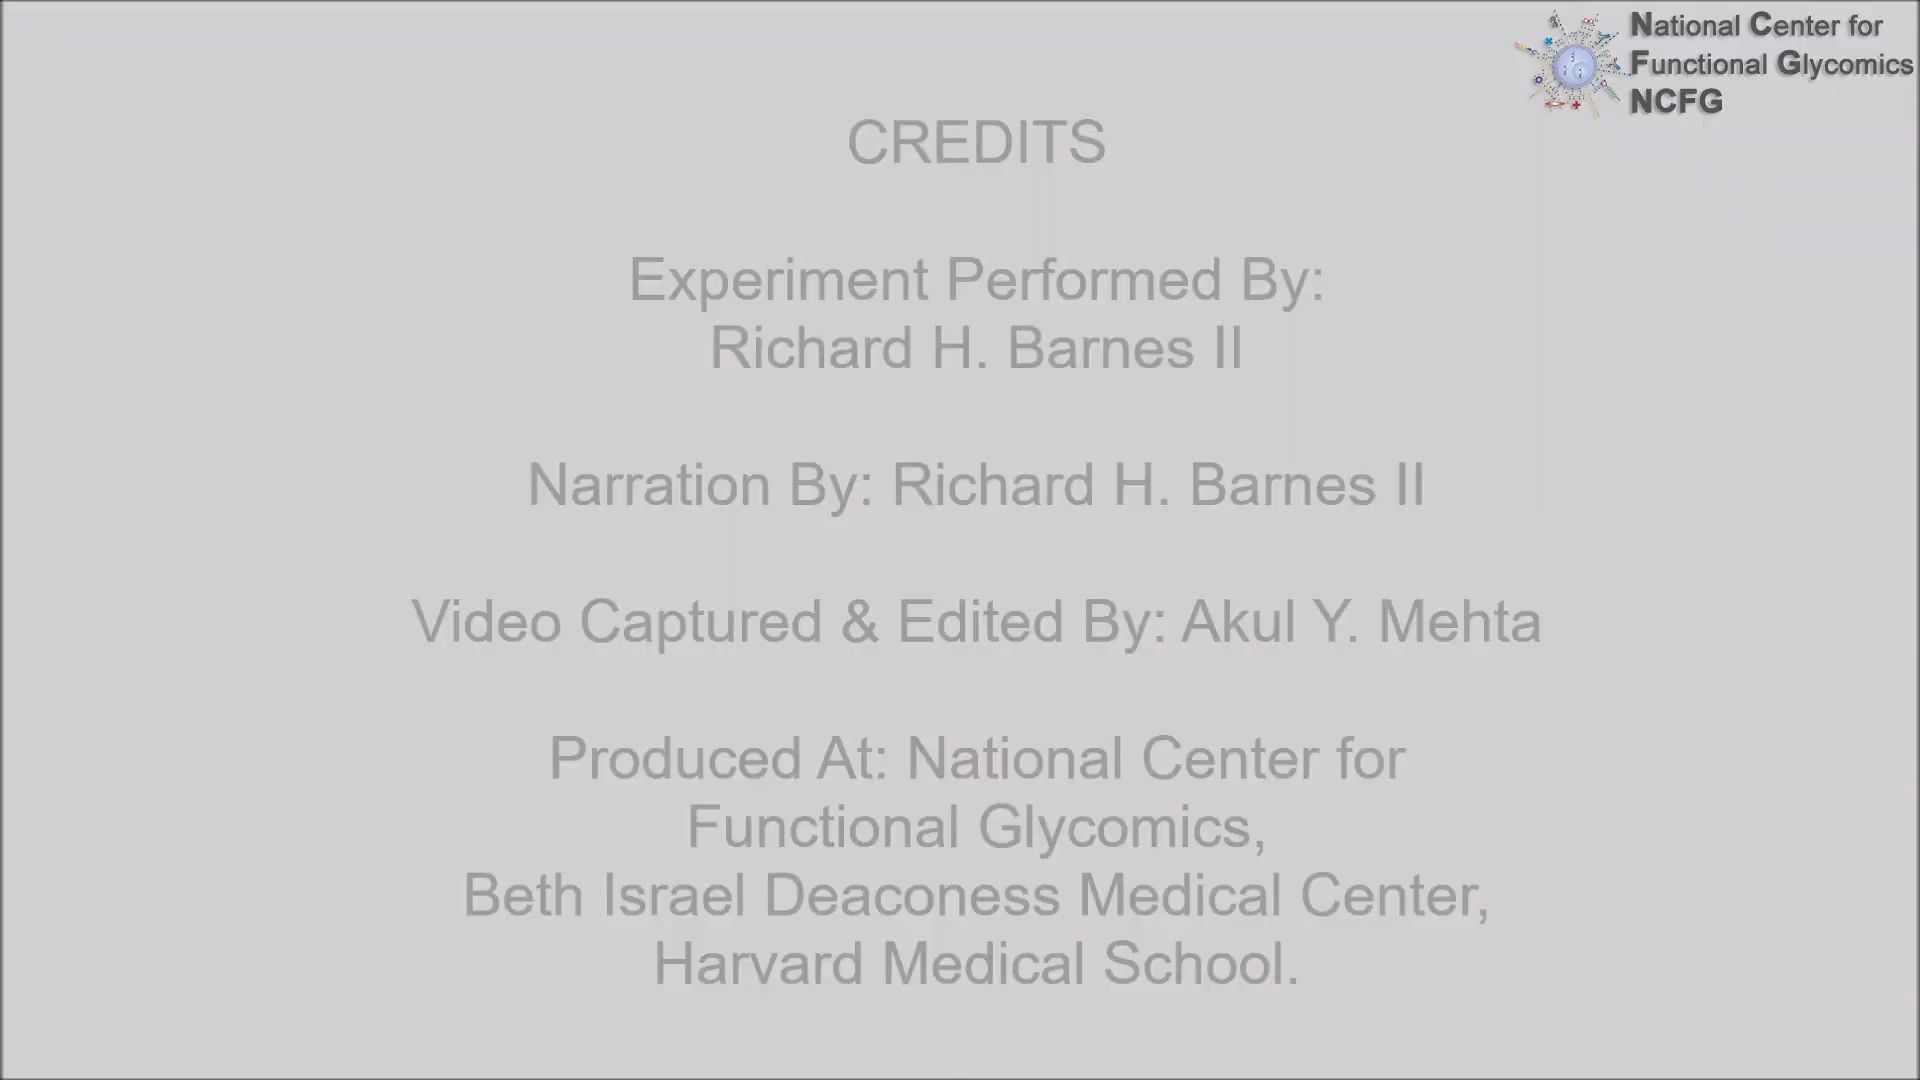 National Center for
Functional Glycomics
NCFG
CREDITS
Experiment Performed By:
Richard H. Barnes II
Narration By: Richard H. Barnes II
Video Captured & Edited By: Akul Y. Mehta
Produced At: National Center for
Functional Glycomics,
Beth Israel Deaconess Medical Center,
Harvard Medical School.